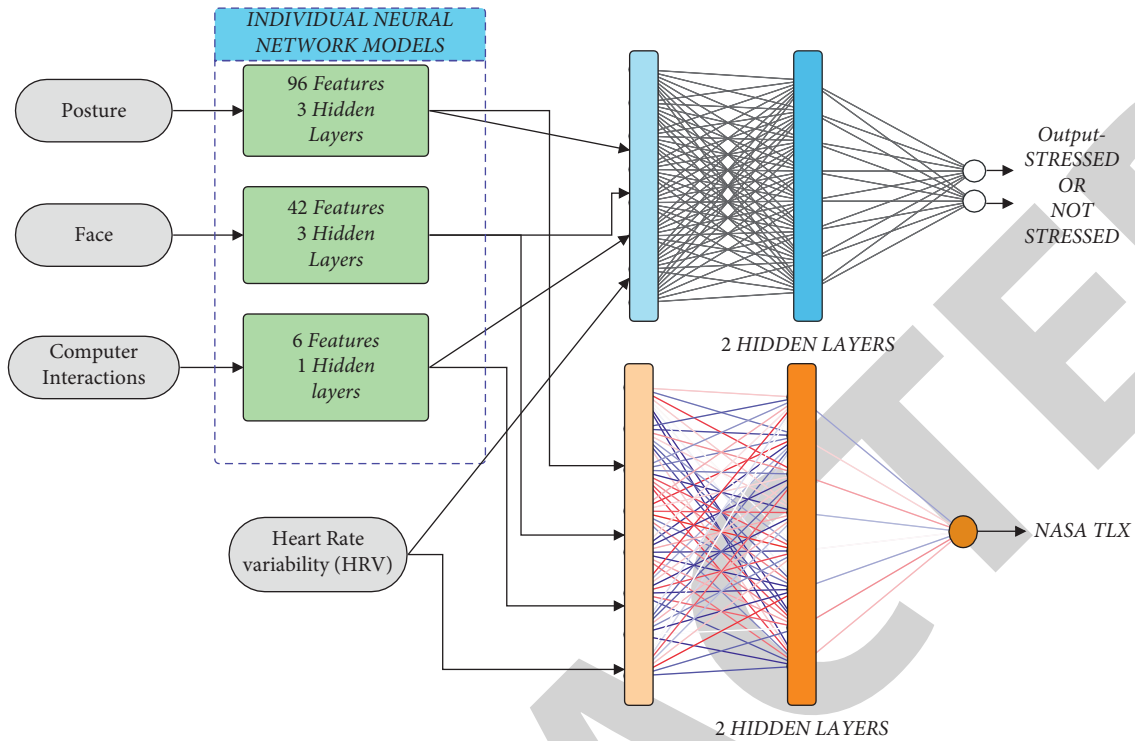 INDIVIDUAL NEURAL
NETWORK MODELS
Posture
96 Features
3 Hidden
Layers
Face
42 Features
3 Hidden
Layers
Computer
Interactions
6 Features
1 Hidden
layers
Heart Rate
variability (HRV)
Output-
STRESSED
OR
NOT
STRESSED
2 HIDDEN LAYERS
NASA TLX
2 HIDDEN LAYERS